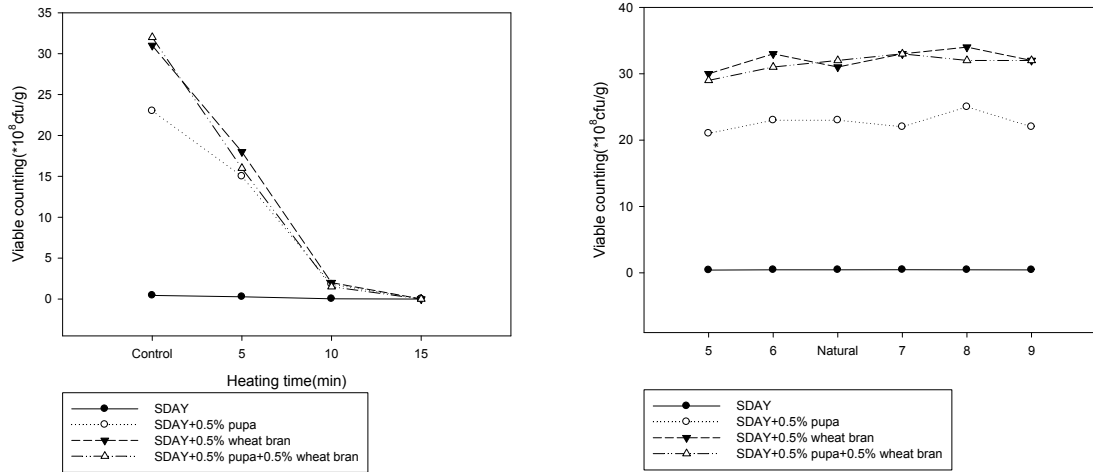 35
30
25
20
15
10
5
0
Viable counting(*10⁸cfu/g)
Control 5 10 15
Heating time(min)
SDAY
SDAY+0.5% pupa
SDAY+0.5% wheat bran
SDAY+0.5% pupa+0.5% wheat bran
40
30
20
10
0
Viable counting(*10⁸cfu/g)
5 6 Natural 7 8 9
SDAY
SDAY+0.5% pupa
SDAY+0.5% wheat bran
SDAY+0.5% pupa+0.5% wheat bran